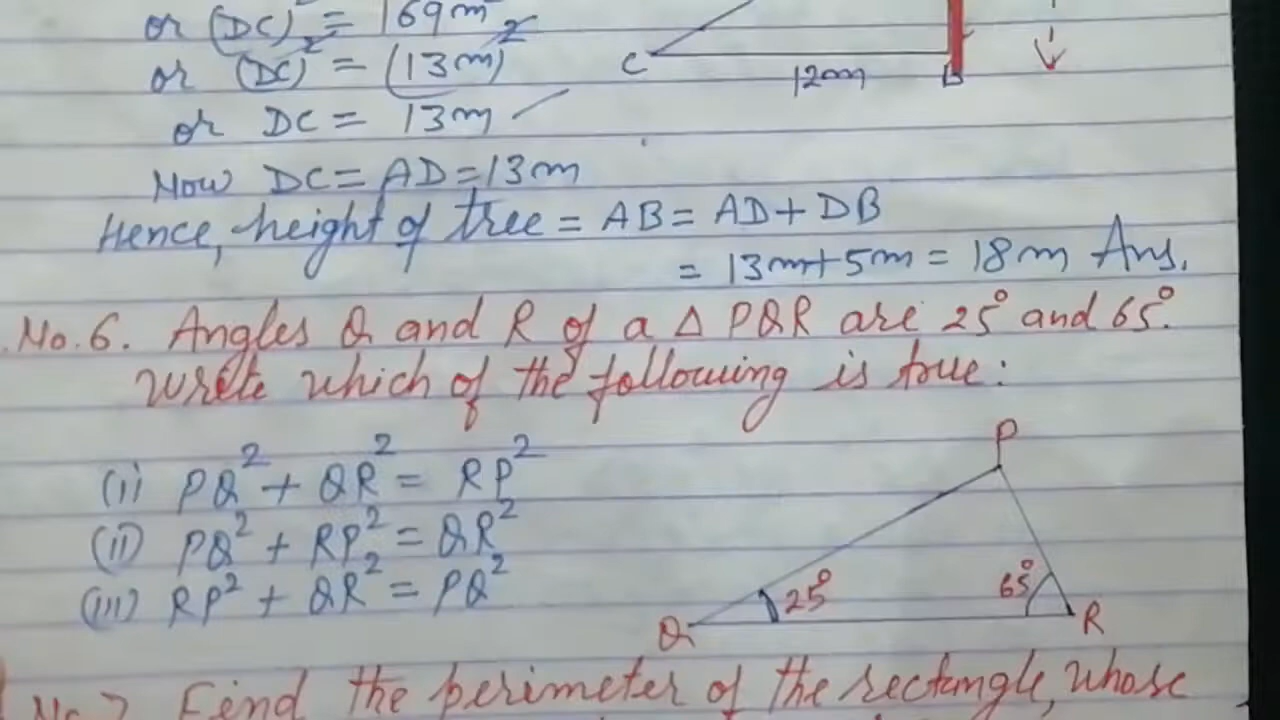 or (DC)² = 169m²
or (DC)² = (13m)²
or DC = 13m
Now DC = AD = 13m
Hence, height of tree = AB = AD + DB
= 13m + 5m = 18m Ans.
C
12m
B
.No.6. Angles Q and R of a Δ PQR are 25° and 65°.
Write which of the following is true:
(i) PQ² + QR² = RP²
(ii) PQ² + RP² = QR²
(iii) RP² + QR² = PQ²
P
25°
65°
Q
R
No.7 Find the perimeter of the rectangle, whose